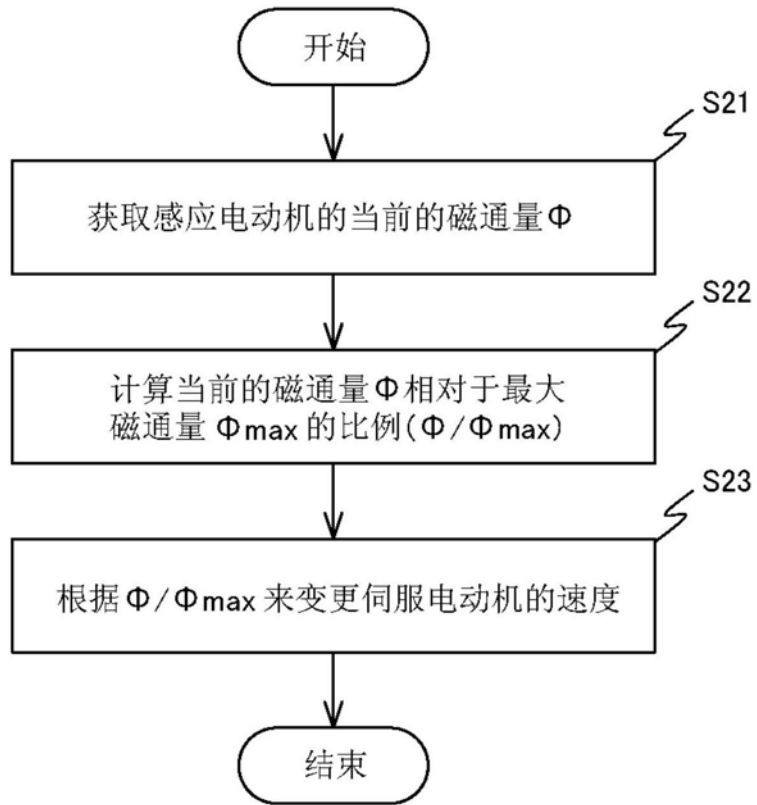 开始
S21
获取感应电动机的当前的磁通量Φ
S22
计算当前的磁通量Φ相对于最大
磁通量Φmax的比例(Φ/Φmax)
S23
根据Φ/Φmax来变更伺服电动机的速度
结束